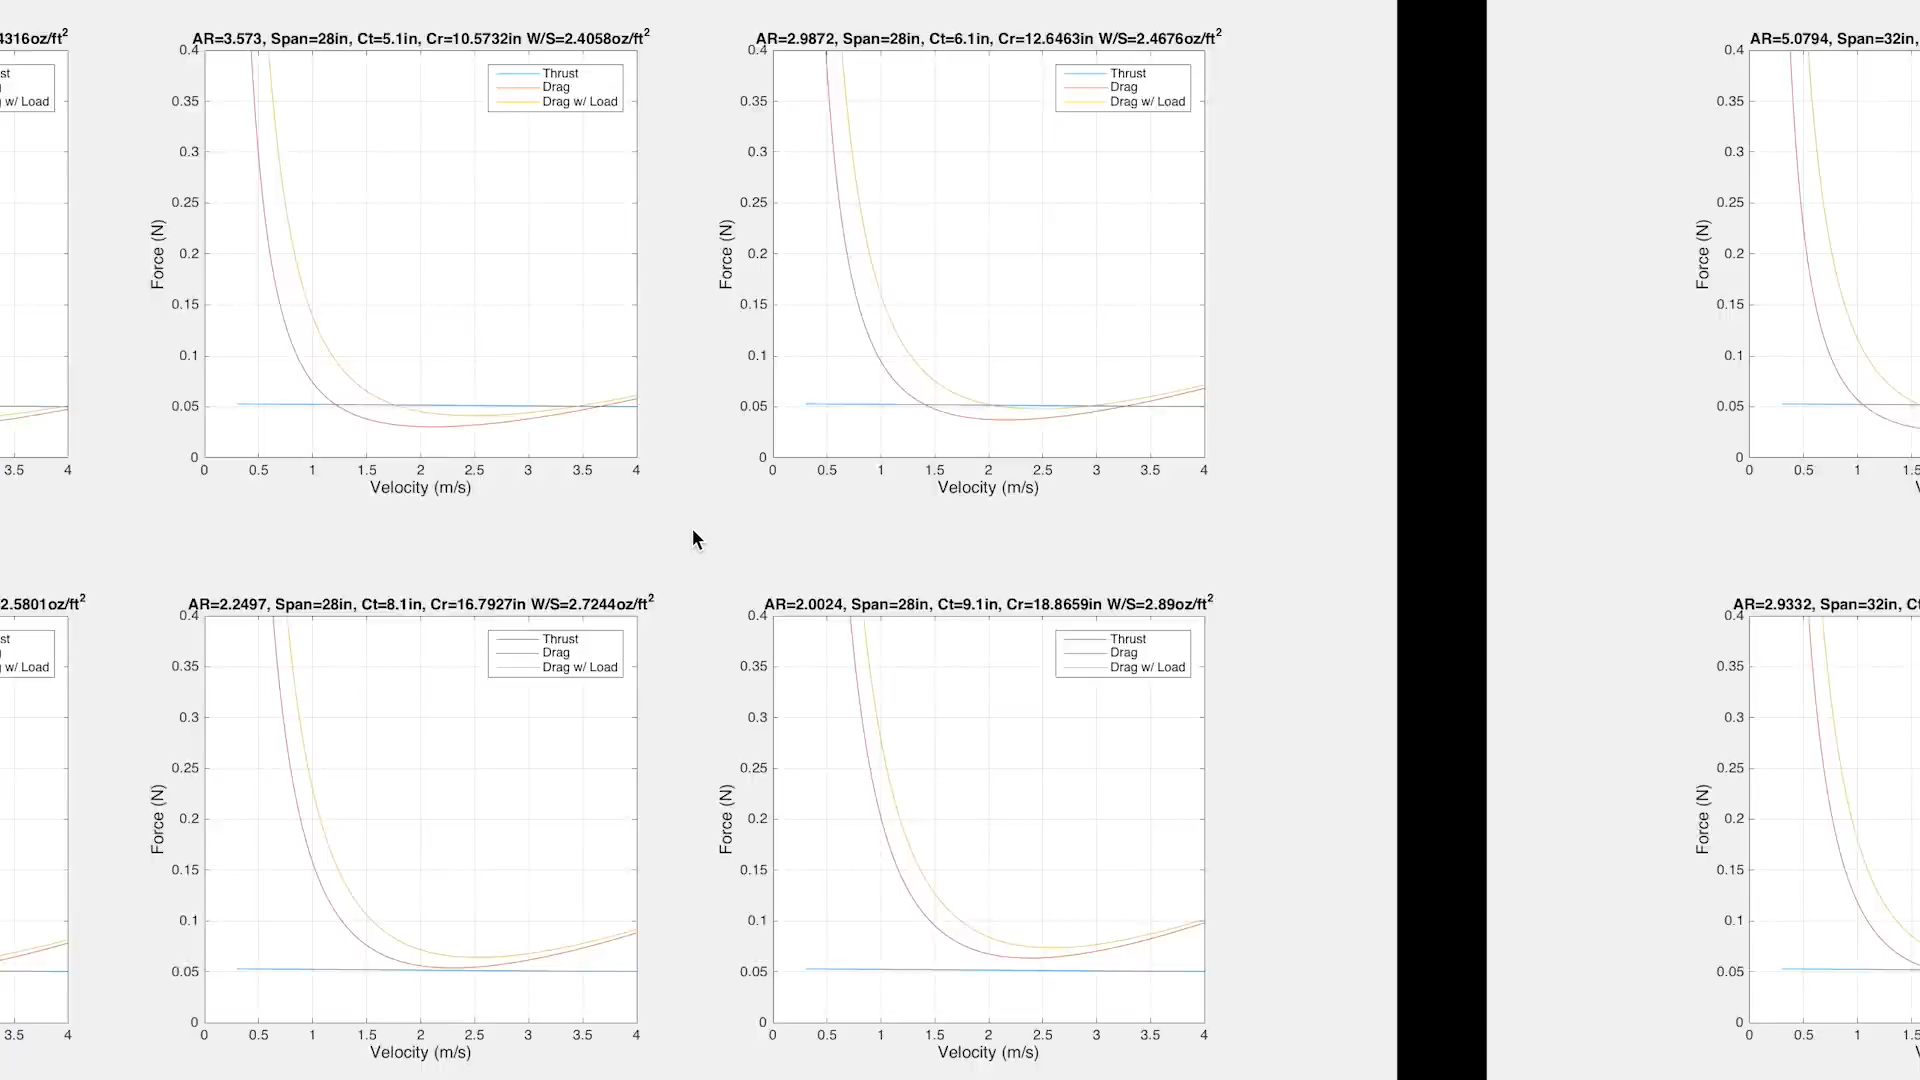 4316oz/ft2
st
w/ Load
3.5
4
AR=3.573, Span=28in, Ct=5.1in, Cr=10.5732in W/S=2.4058oz/ft2
Thrust
Drag
Drag w/ Load
0.4
0.35
0.3
0.25
0.2
0.15
0.1
0.05
0
Force (N)
0 0.5 1 1.5 2 2.5 3 3.5 4
Velocity (m/s)
AR=2.9872, Span=28in, Ct=6.1in, Cr=12.6463in W/S=2.4676oz/ft2
Thrust
Drag
Drag w/ Load
0.4
0.35
0.3
0.25
0.2
0.15
0.1
0.05
0
Force (N)
0 0.5 1 1.5 2 2.5 3 3.5 4
Velocity (m/s)
AR=5.0794, Span=32in,
0.4
0.35
0.3
0.25
0.2
0.15
0.1
0.05
0
Force (N)
0 0.5 1 1.5
2.5801oz/ft2
st
w/ Load
3.5
4
AR=2.2497, Span=28in, Ct=8.1in, Cr=16.7927in W/S=2.7244oz/ft2
Thrust
Drag
Drag w/ Load
0.4
0.35
0.3
0.25
0.2
0.15
0.1
0.05
0
Force (N)
0 0.5 1 1.5 2 2.5 3 3.5 4
Velocity (m/s)
AR=2.0024, Span=28in, Ct=9.1in, Cr=18.8659in W/S=2.89oz/ft2
Thrust
Drag
Drag w/ Load
0.4
0.35
0.3
0.25
0.2
0.15
0.1
0.05
0
Force (N)
0 0.5 1 1.5 2 2.5 3 3.5 4
Velocity (m/s)
AR=2.9332, Span=32in, Ct
0.4
0.35
0.3
0.25
0.2
0.15
0.1
0.05
0
Force (N)
0 0.5 1 1.5